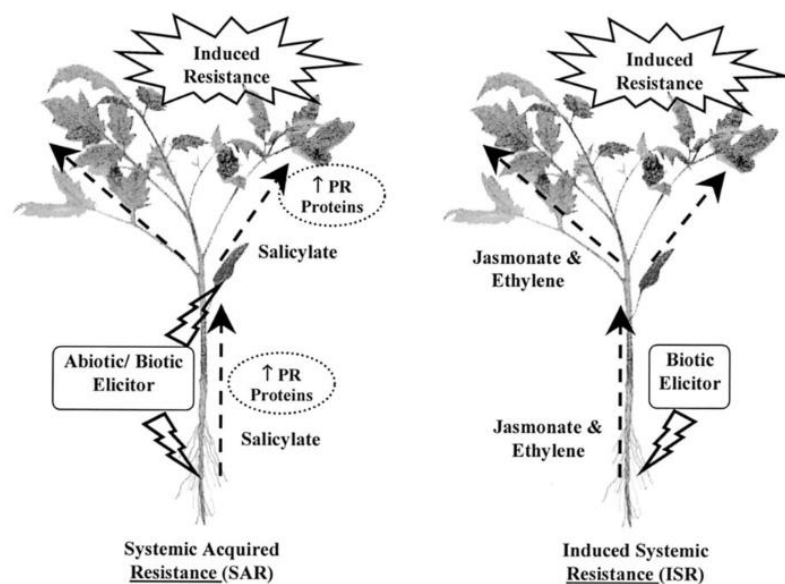 Induced
Resistance
↑ PR
Proteins
Salicylate
Abiotic/ Biotic
Elicitor
↑ PR
Proteins
Salicylate
Systemic Acquired
Resistance (SAR)
Induced
Resistance
Jasmonate &
Ethylene
Biotic
Elicitor
Jasmonate &
Ethylene
Induced Systemic
Resistance (ISR)